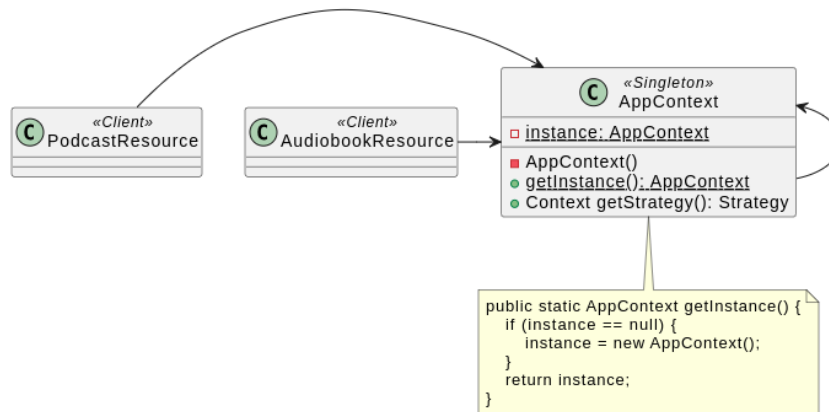 «Client»
C PodcastResource
«Client»
C AudiobookResource
«Singleton»
C AppContext
instance: AppContext
AppContext()
getInstance(): AppContext
Context getStrategy(): Strategy
public static AppContext getInstance() {
if (instance == null) {
instance = new AppContext();
}
return instance;
}